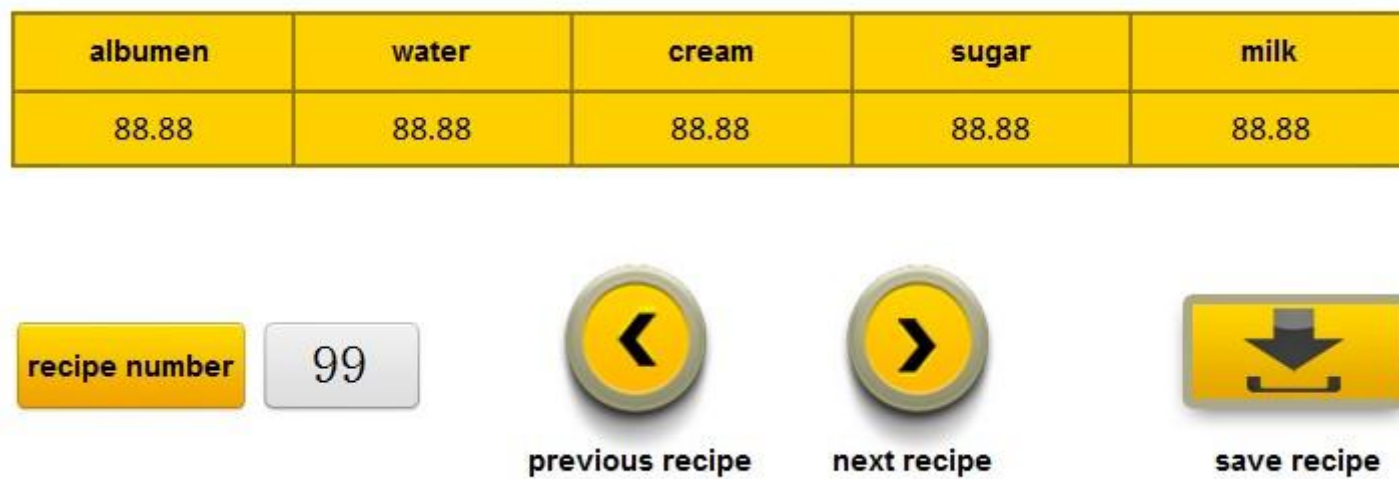 albumen water cream sugar milk
88.88 88.88 88.88 88.88 88.88
recipe number 99
previous recipe next recipe save recipe